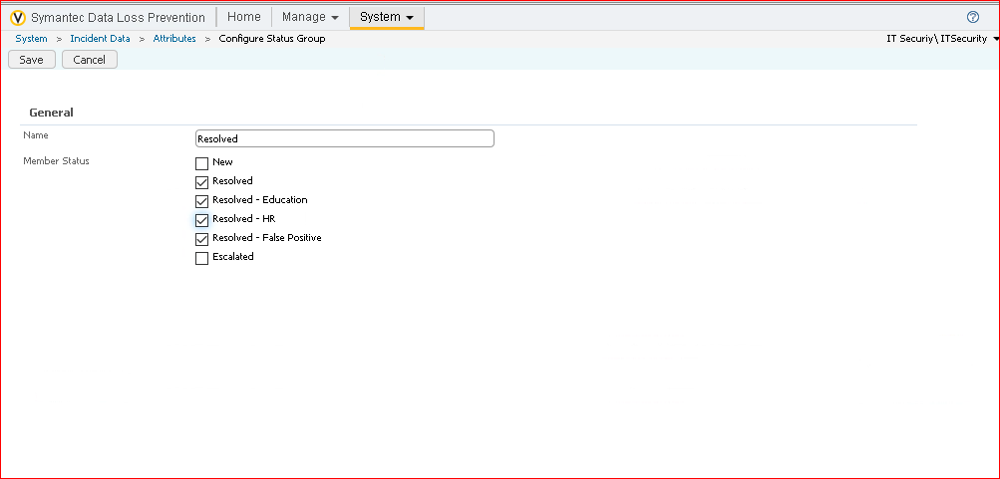 Symantec Data Loss Prevention Home Manage System
System > Incident Data > Attributes > Configure Status Group IT Securiy\ ITSecurity
Save Cancel
General
Name Resolved
Member Status New
Resolved
Resolved - Education
Resolved - HR
Resolved - False Positive
Escalated